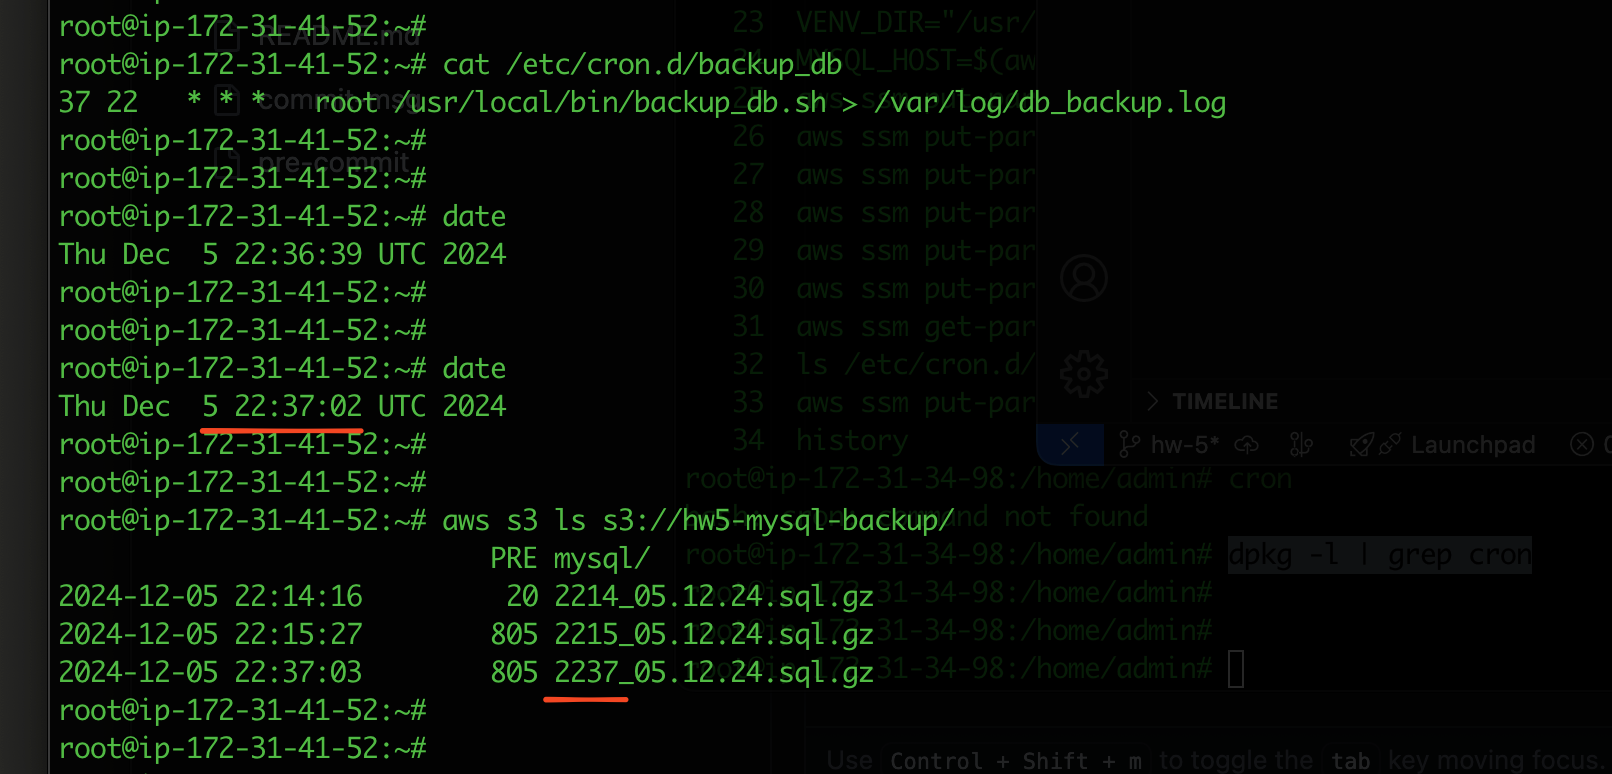 root@ip-172-31-41-52:~#
root@ip-172-31-41-52:~# cat /etc/cron.d/backup_db
37 22   * * *   root /usr/local/bin/backup_db.sh > /var/log/db_backup.log
root@ip-172-31-41-52:~#
root@ip-172-31-41-52:~#
root@ip-172-31-41-52:~# date
Thu Dec  5 22:36:39 UTC 2024
root@ip-172-31-41-52:~#
root@ip-172-31-41-52:~#
root@ip-172-31-41-52:~# date
Thu Dec  5 22:37:02 UTC 2024
root@ip-172-31-41-52:~#
root@ip-172-31-41-52:~#
root@ip-172-31-41-52:~# aws s3 ls s3://hw5-mysql-backup/
                           PRE mysql/
2024-12-05 22:14:16         20 2214_05.12.24.sql.gz
2024-12-05 22:15:27        805 2215_05.12.24.sql.gz
2024-12-05 22:37:03        805 2237_05.12.24.sql.gz
root@ip-172-31-41-52:~#
root@ip-172-31-41-52:~#
README.md
commit-msg
pre-commit
23 VENV_DIR="/usr/
26 aws ssm put-par
27 aws ssm put-par
28 aws ssm put-par
29 aws ssm put-par
30 aws ssm put-par
31 aws ssm get-par
32 ls /etc/cron.d/
33 aws ssm put-par
34 history
root@ip-172-31-34-98:/home/admin# cron
root@ip-172-31-34-98:/home/admin# dpkg -l | grep cron
root@ip-172-31-34-98:/home/admin#
root@ip-172-31-34-98:/home/admin#
root@ip-172-31-34-98:/home/admin#
TIMELINE
hw-5* Launchpad
Use Control + Shift + m to toggle the tab key moving focus.